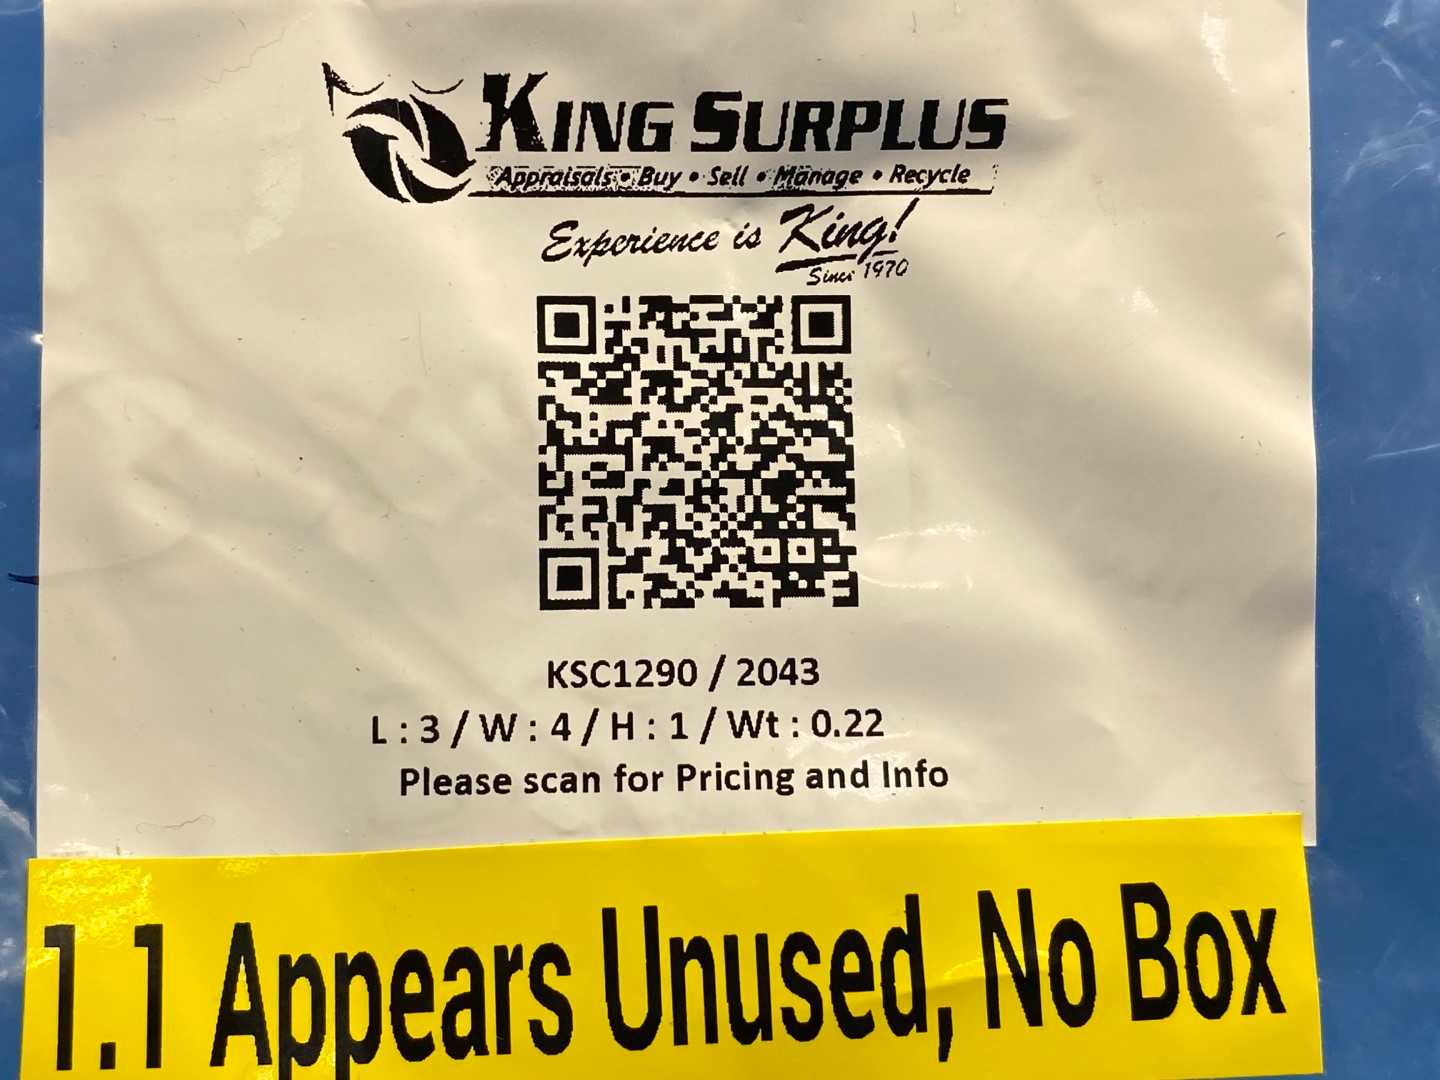 KING SURPLUS
Appraisals • Buy • Sell • Manage • Recycle
Experience is King!
Since 1970
KSC1290 / 2043
L : 3 / W : 4 / H : 1 / Wt : 0.22
Please scan for Pricing and Info
1.1 Appears Unused, No Box